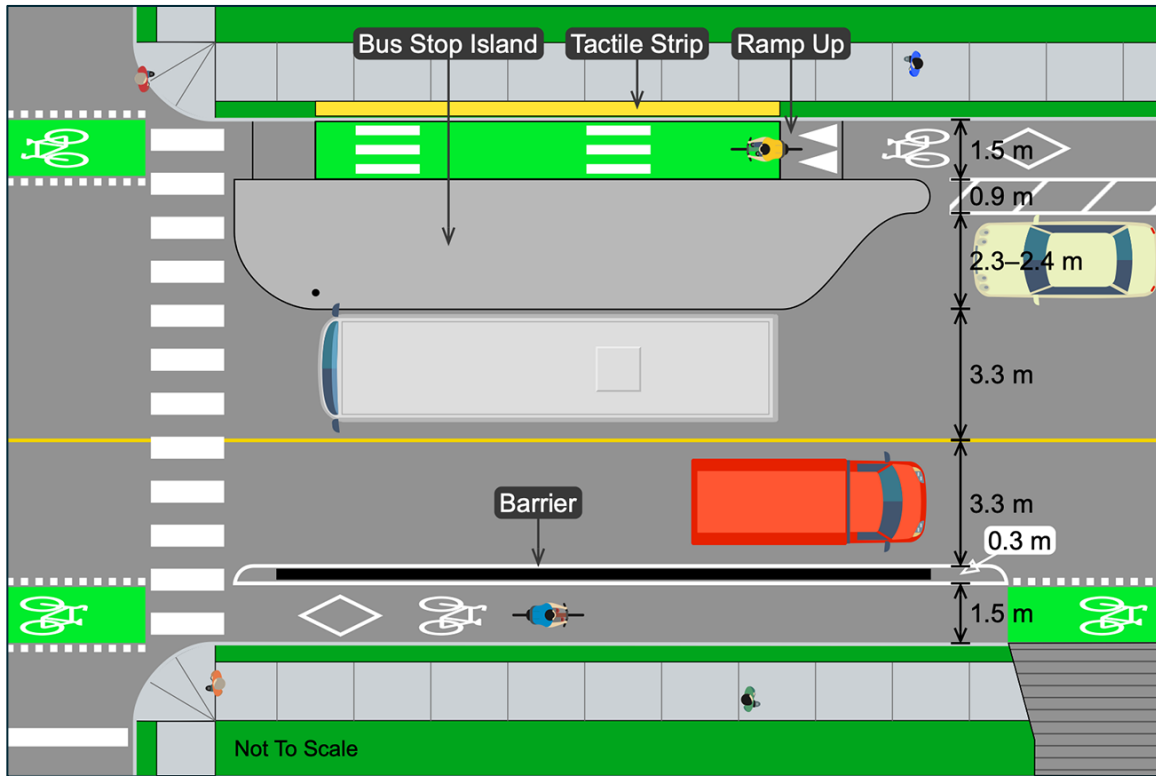 Bus Stop Island
Tactile Strip
Ramp Up
1.5 m
0.9 m
2.3–2.4 m
3.3 m
3.3 m
Barrier
0.3 m
1.5 m
Not To Scale